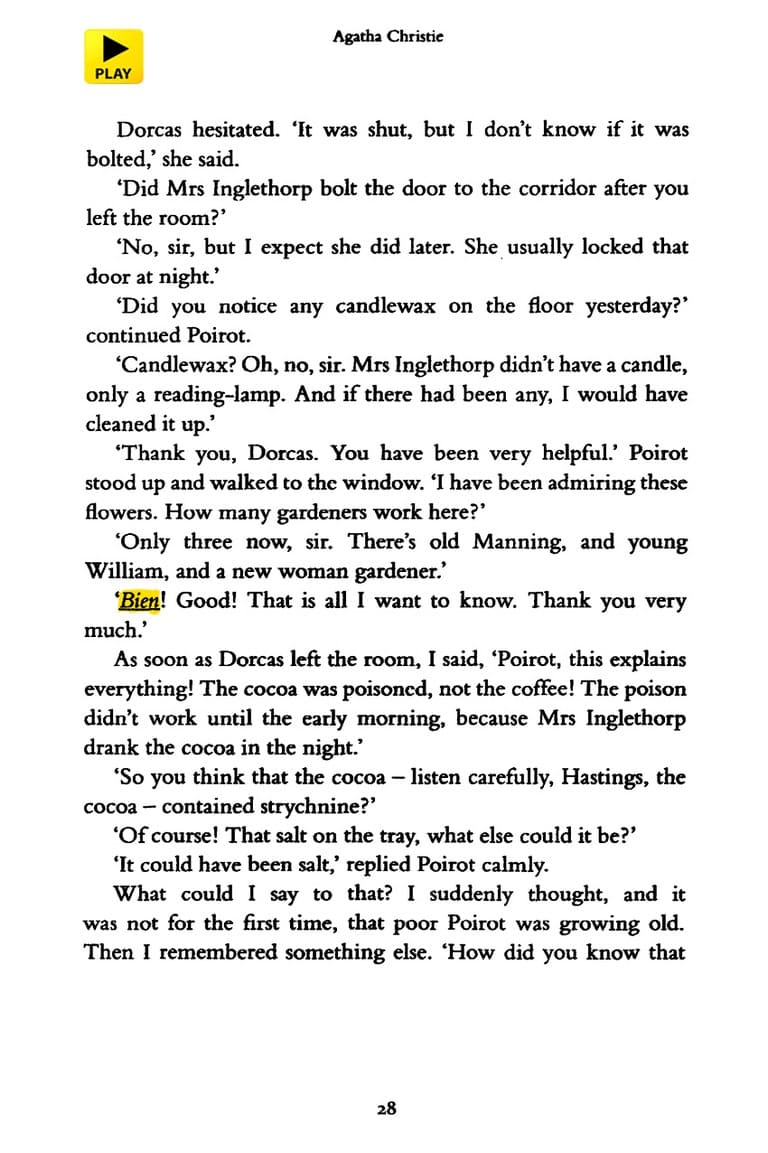 Agatha Christie
PLAY
Dorcas hesitated. ‘It was shut, but I don’t know if it was
bolted,’ she said.
‘Did Mrs Inglethorp bolt the door to the corridor after you
left the room?’
‘No, sir, but I expect she did later. She usually locked that
door at night.’
‘Did you notice any candlewax on the floor yesterday?’
continued Poirot.
‘Candlewax? Oh, no, sir. Mrs Inglethorp didn’t have a candle,
only a reading-lamp. And if there had been any, I would have
cleaned it up.’
‘Thank you, Dorcas. You have been very helpful.’ Poirot
stood up and walked to the window. ‘I have been admiring these
flowers. How many gardeners work here?’
‘Only three now, sir. There’s old Manning, and young
William, and a new woman gardener.’
‘Bien! Good! That is all I want to know. Thank you very
much.’
As soon as Dorcas left the room, I said, ‘Poirot, this explains
everything! The cocoa was poisoned, not the coffee! The poison
didn’t work until the early morning, because Mrs Inglethorp
drank the cocoa in the night.’
‘So you think that the cocoa – listen carefully, Hastings, the
cocoa – contained strychnine?’
‘Of course! That salt on the tray, what else could it be?’
‘It could have been salt,’ replied Poirot calmly.
What could I say to that? I suddenly thought, and it
was not for the first time, that poor Poirot was growing old.
Then I remembered something else. ‘How did you know that
28